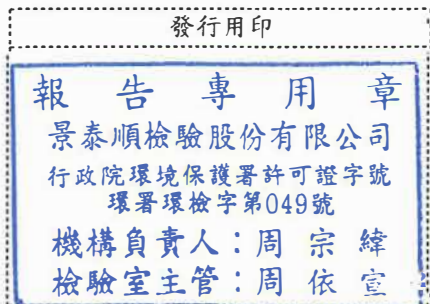 發行用印
報告專用章
景泰順檢驗股份有限公司
行政院環境保護署許可證字號
環署環檢字第049號
機構負責人：周宗緯
檢驗室主管：周依萱